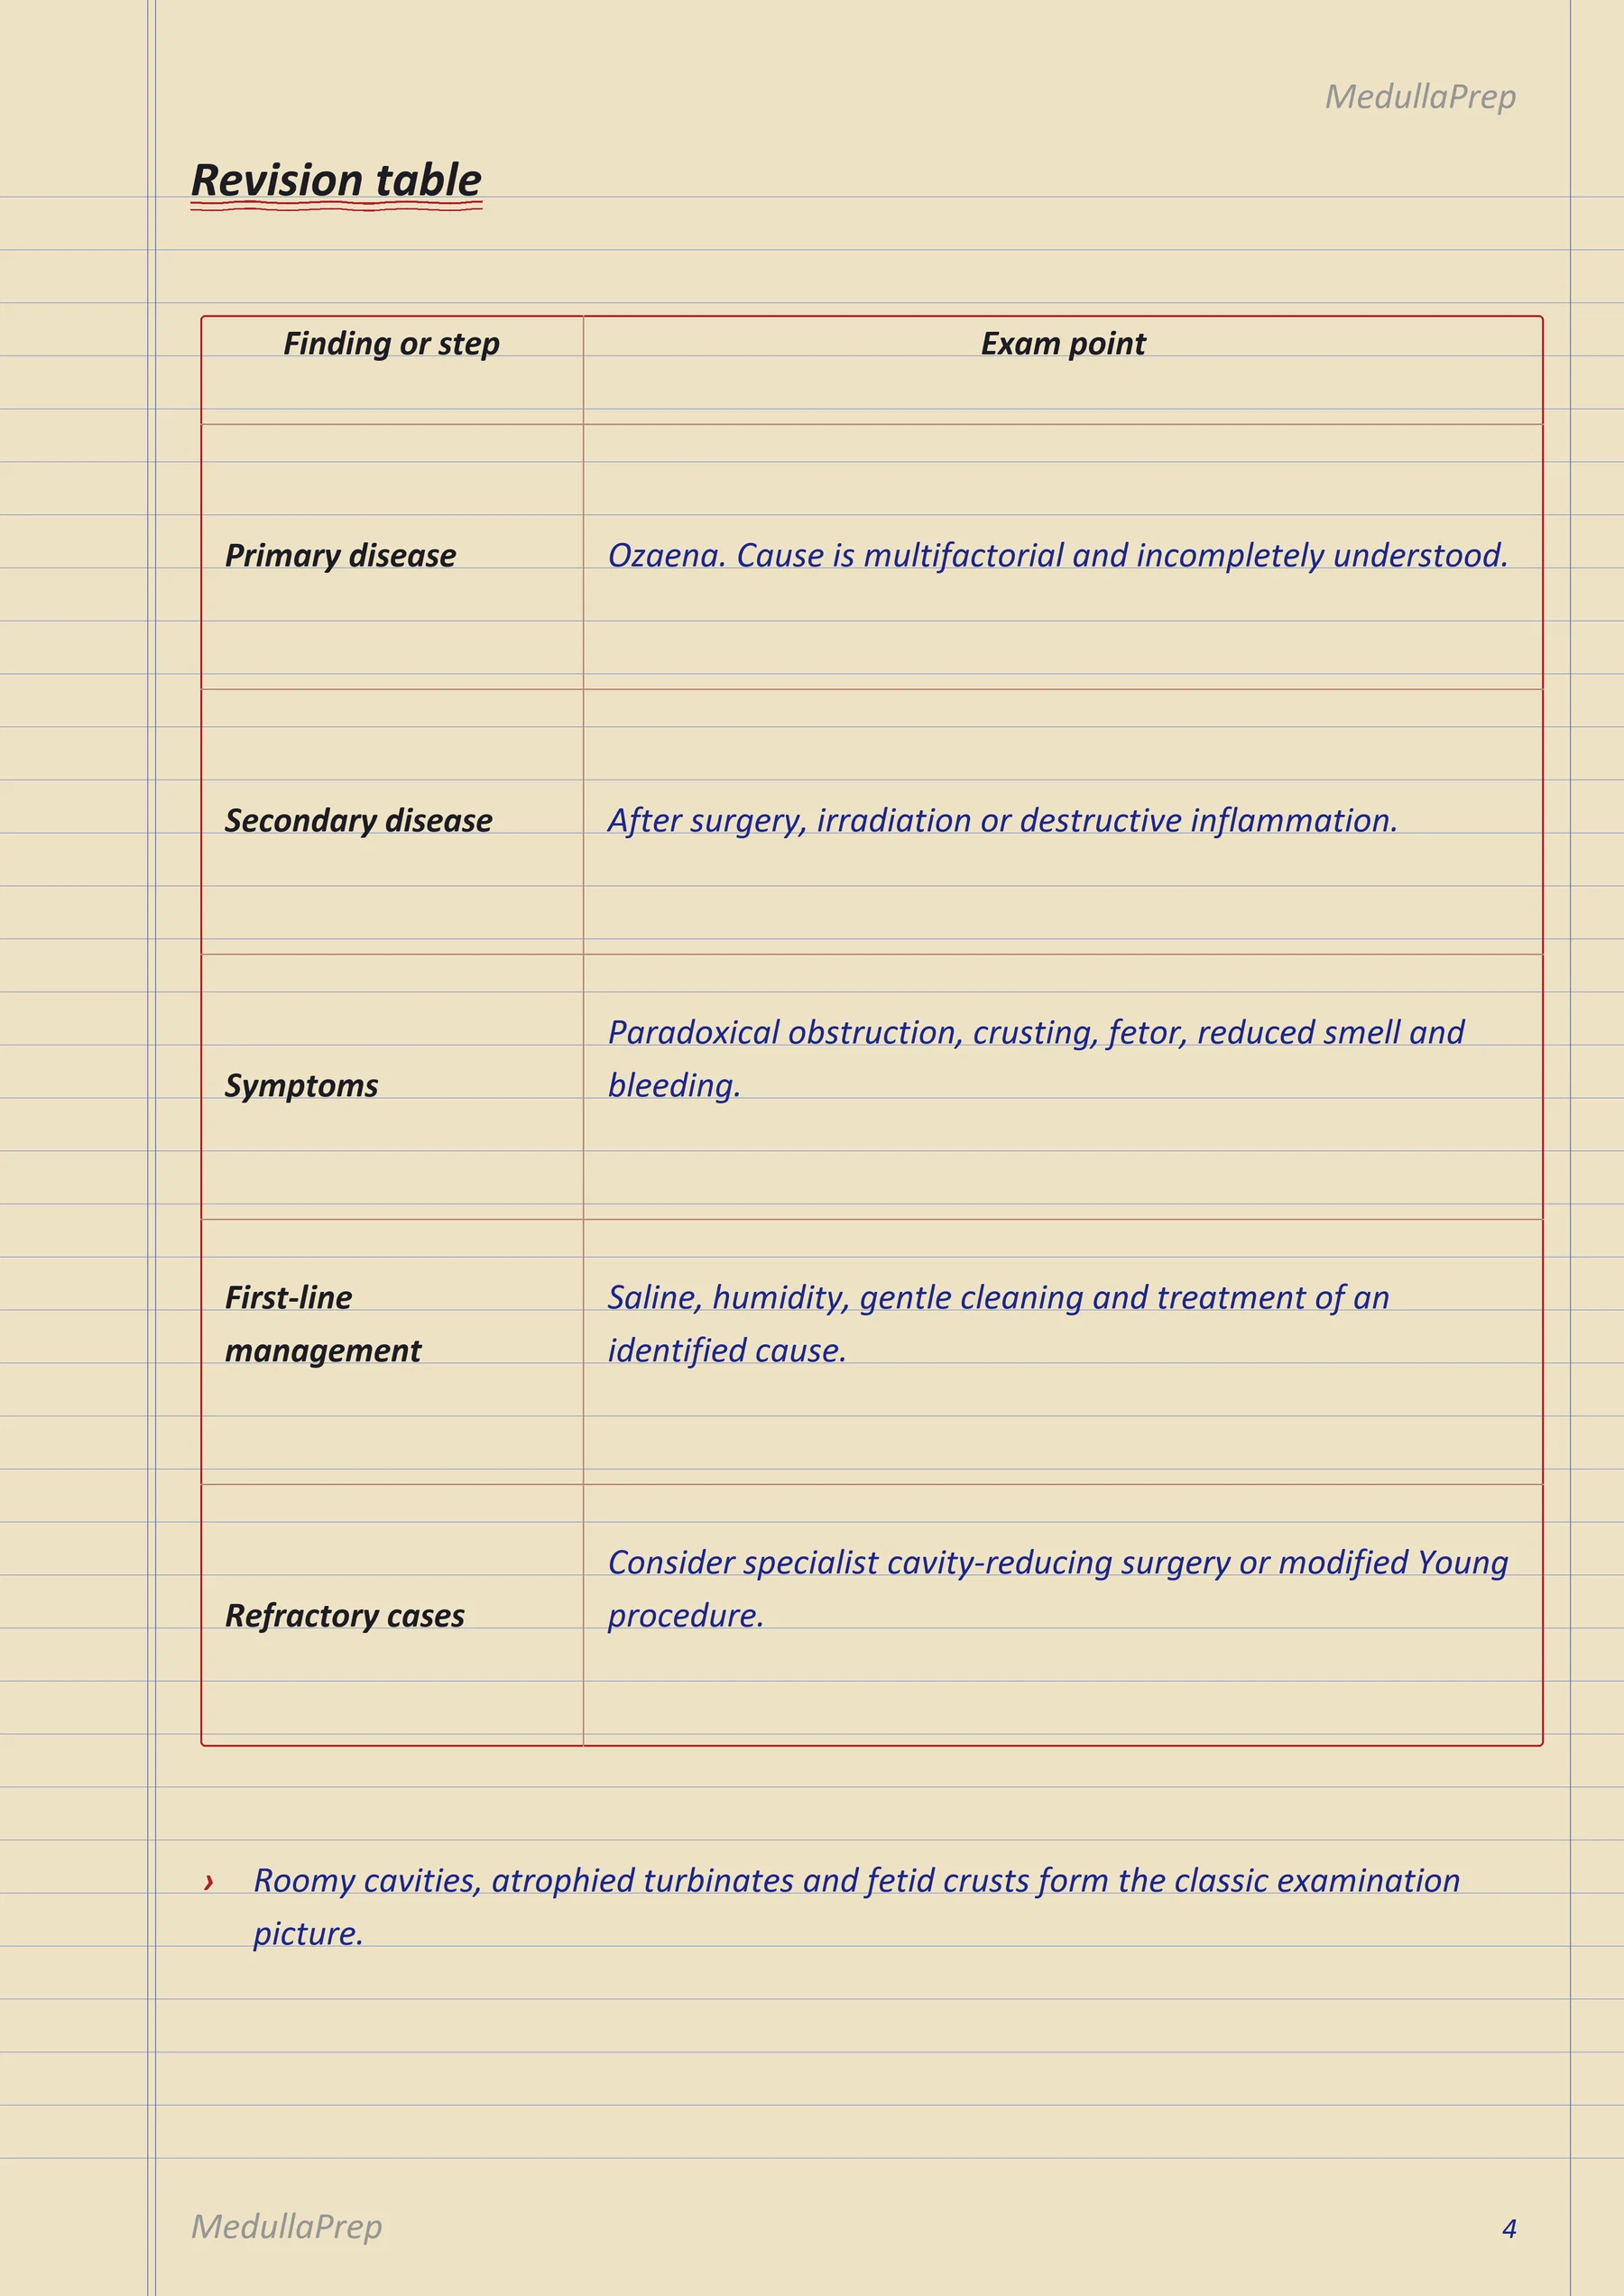 MedullaPrep
Revision table
Finding or step
Exam point
Primary disease
Ozaena. Cause is multifactorial and incompletely understood.
Secondary disease
After surgery, irradiation or destructive inflammation.
Symptoms
Paradoxical obstruction, crusting, fetor, reduced smell and
bleeding.
First-line
management
Saline, humidity, gentle cleaning and treatment of an
identified cause.
Refractory cases
Consider specialist cavity-reducing surgery or modified Young
procedure.
› Roomy cavities, atrophied turbinates and fetid crusts form the classic examination
picture.
MedullaPrep
4